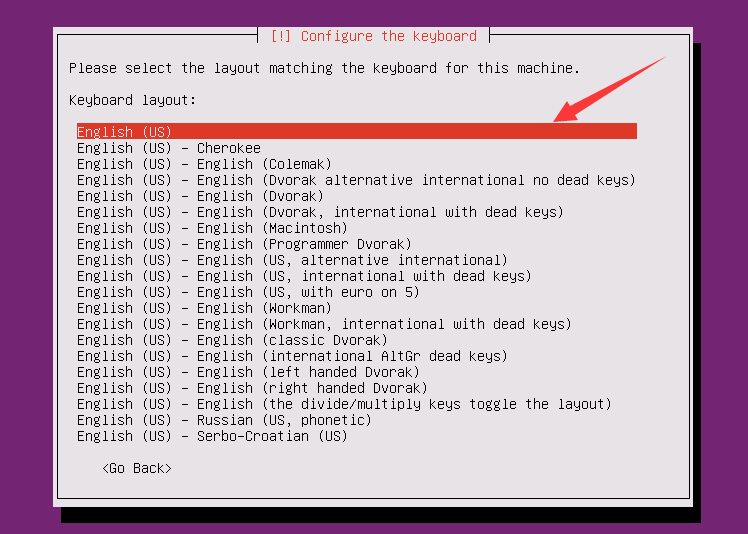 [!] Configure the keyboard
Please select the layout matching the keyboard for this machine.
Keyboard layout:
English (US)
English (US) - Cherokee
English (US) - English (Colemak)
English (US) - English (Dvorak alternative international no dead keys)
English (US) - English (Dvorak)
English (US) - English (Dvorak, international with dead keys)
English (US) - English (Macintosh)
English (US) - English (Programmer Dvorak)
English (US) - English (US, alternative international)
English (US) - English (US, international with dead keys)
English (US) - English (US, with euro on 5)
English (US) - English (Workman)
English (US) - English (Workman, international with dead keys)
English (US) - English (classic Dvorak)
English (US) - English (international AltGr dead keys)
English (US) - English (left handed Dvorak)
English (US) - English (right handed Dvorak)
English (US) - English (the divide/multiply keys toggle the layout)
English (US) - Russian (US, phonetic)
English (US) - Serbo-Croatian (US)
<Go Back>